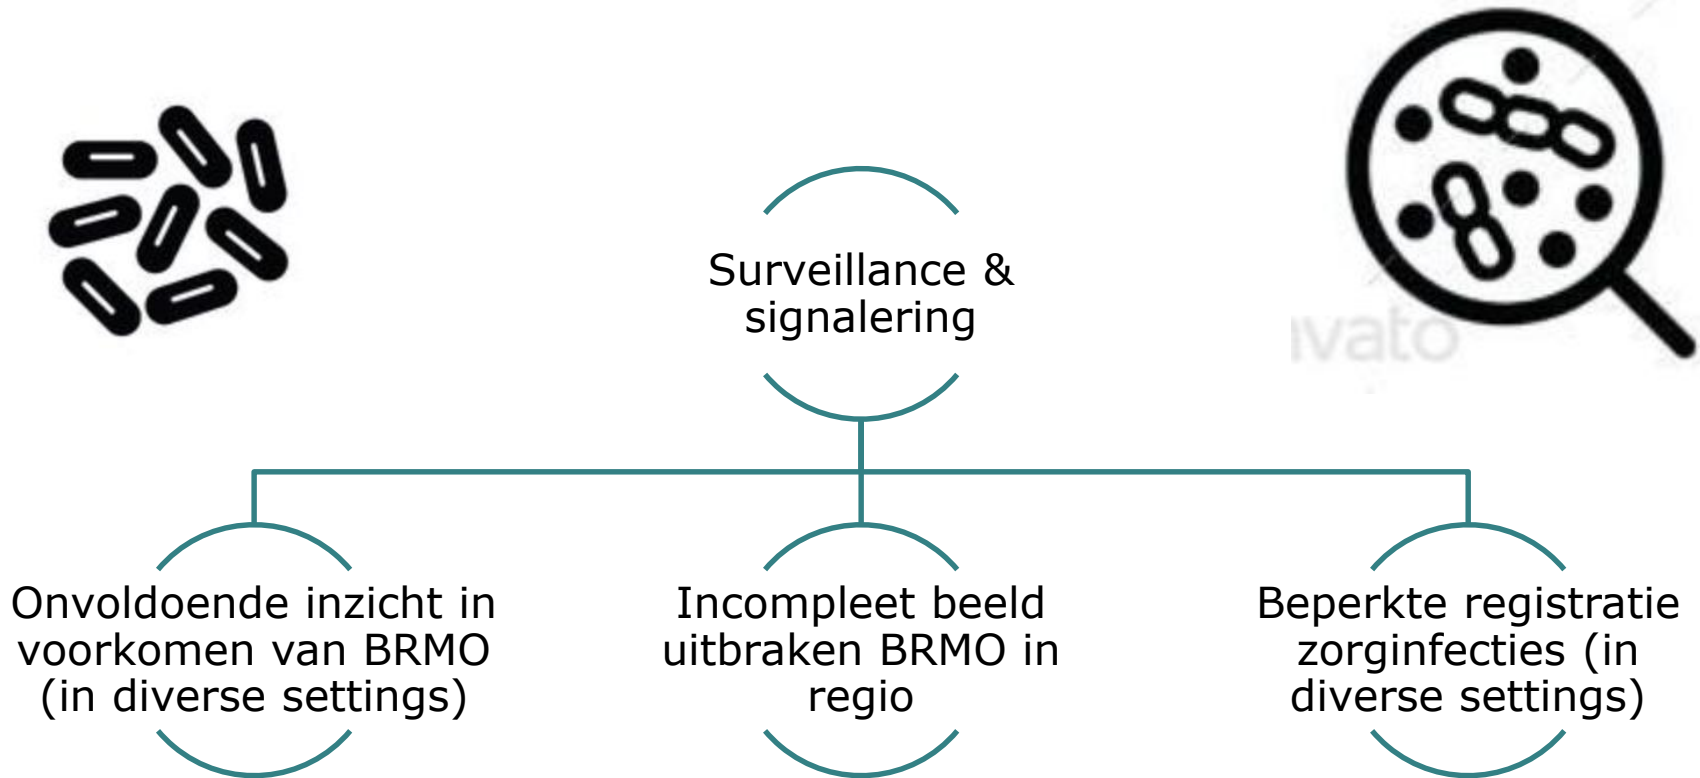 Surveillance &
signalering
Onvoldoende inzicht in
voorkomen van BRMO
(in diverse settings)
Incompleet beeld
uitbraken BRMO in
regio
Beperkte registratie
zorginfecties (in
diverse settings)